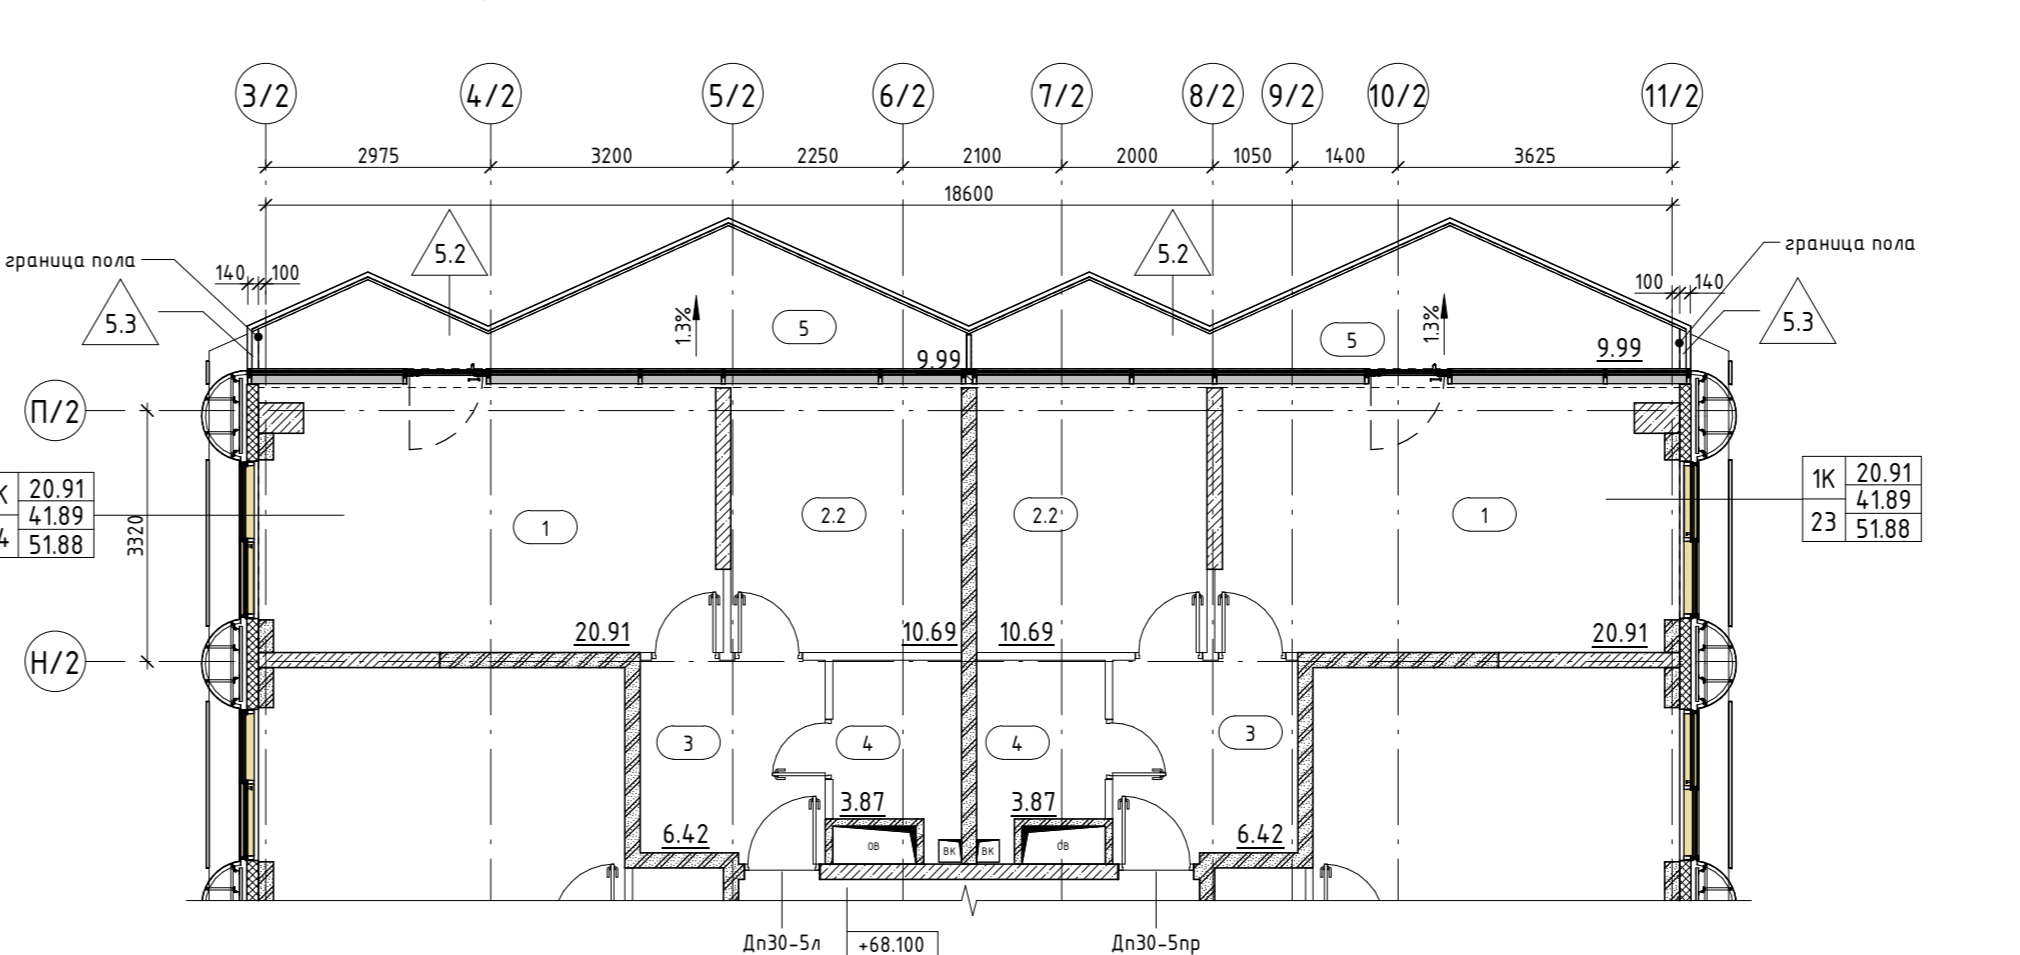 3/2 4/2 5/2 6/2 7/2 8/2 9/2 10/2 11/2
2975 3200 2250 2100 2000 1050 1400 3625
18600
граница пола 5.2 5.2 граница пола
140 100 100 140
5.3 1.3% 5 5 1.3% 5.3
9.99 9.99
П/2
К 20.91
41.89
4 51.88
3320
1 2.2 2.2 1
1К 20.91
41.89
23 51.88
20.91 10.69 10.69 20.91
Н/2
3 4 4 3
3.87 3.87
6.42 ов вк вк 6.42
Дп30-5л +68.100 Дп30-5пр